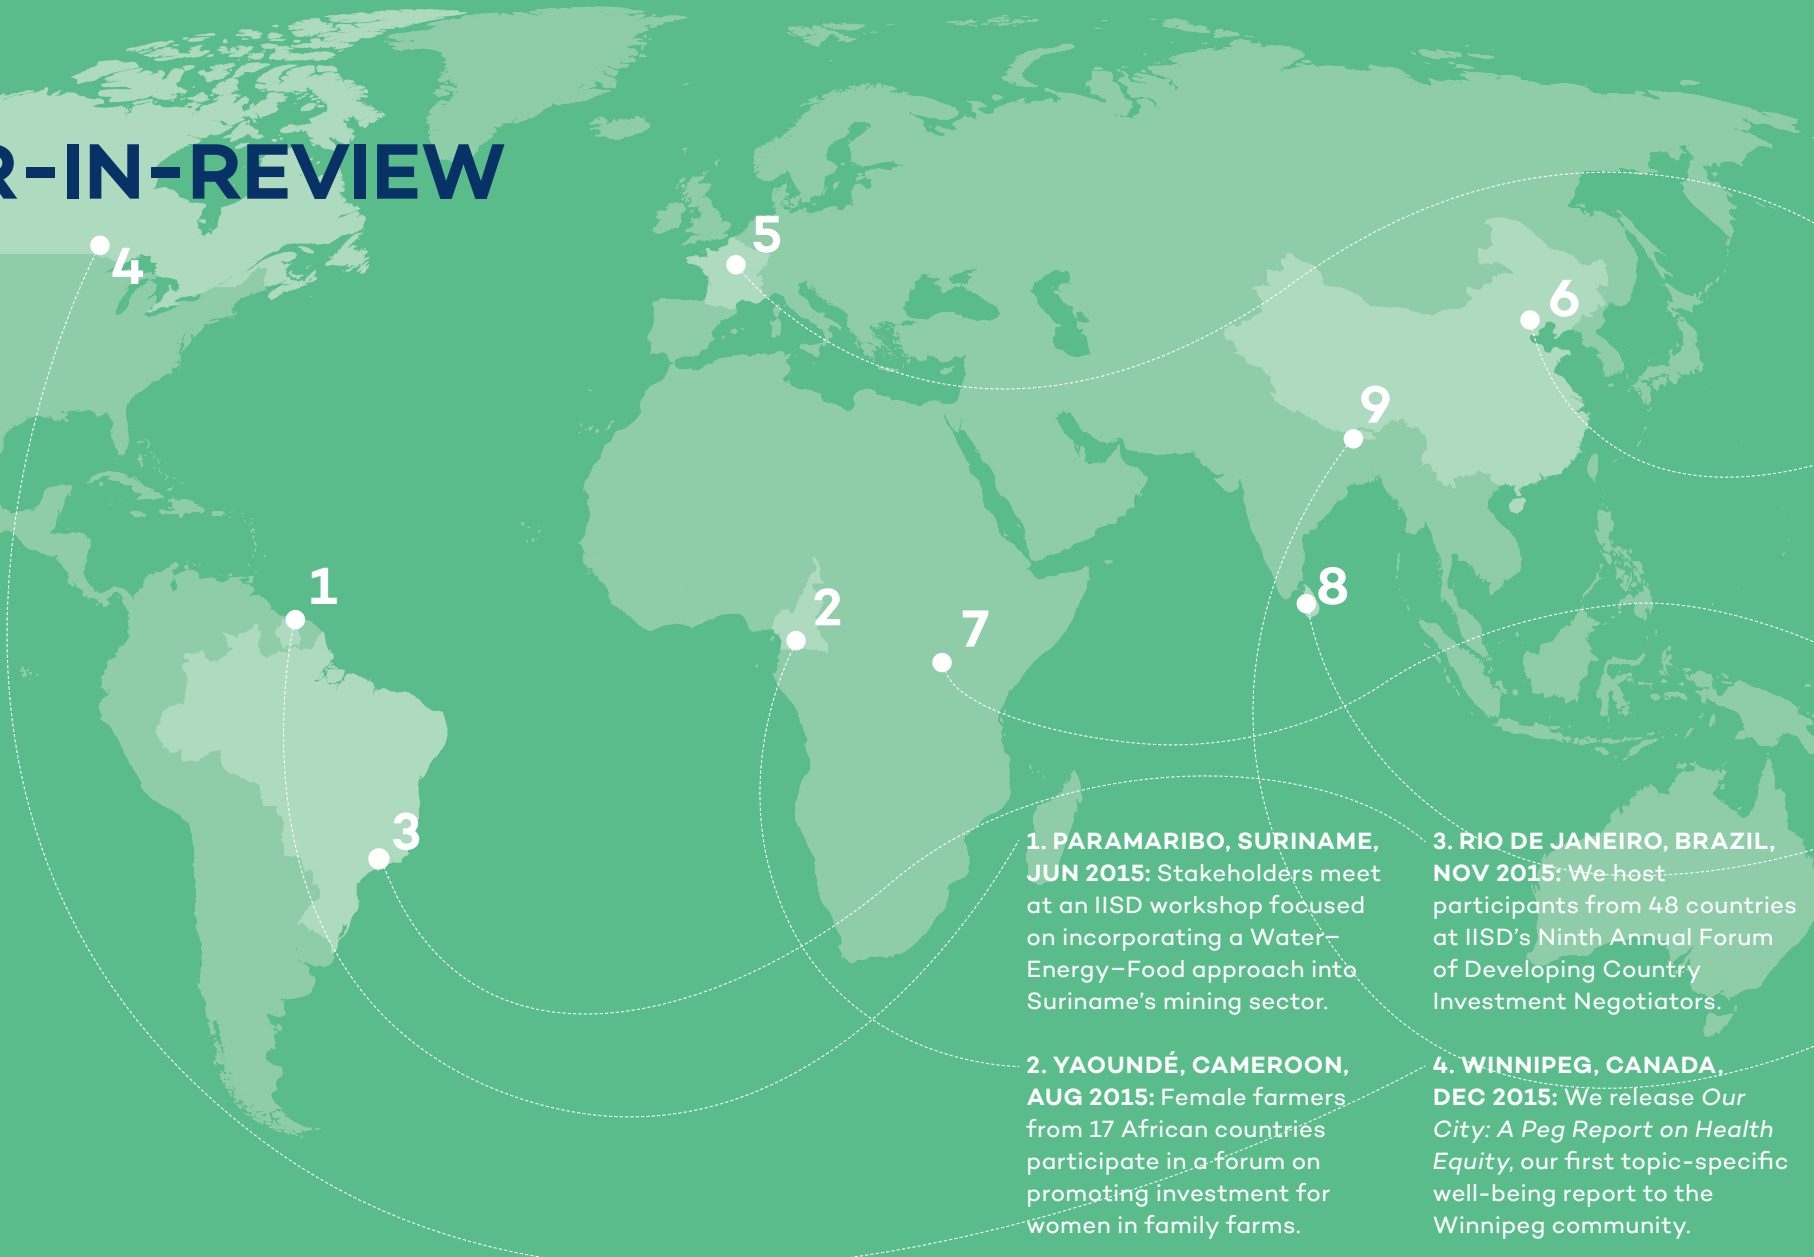 R-IN-REVIEW
4
5
6
9
1
2
7
8
3
1. PARAMARIBO, SURINAME,
JUN 2015: Stakeholders meet
at an IISD workshop focused
on incorporating a Water–
Energy–Food approach into
Suriname's mining sector.
2. YAOUNDÉ, CAMEROON,
AUG 2015: Female farmers
from 17 African countries
participate in a forum on
promoting investment for
women in family farms.
3. RIO DE JANEIRO, BRAZIL,
NOV 2015: We host
participants from 48 countries
at IISD's Ninth Annual Forum
of Developing Country
Investment Negotiators.
4. WINNIPEG, CANADA,
DEC 2015: We release Our
City: A Peg Report on Health
Equity, our first topic-specific
well-being report to the
Winnipeg community.